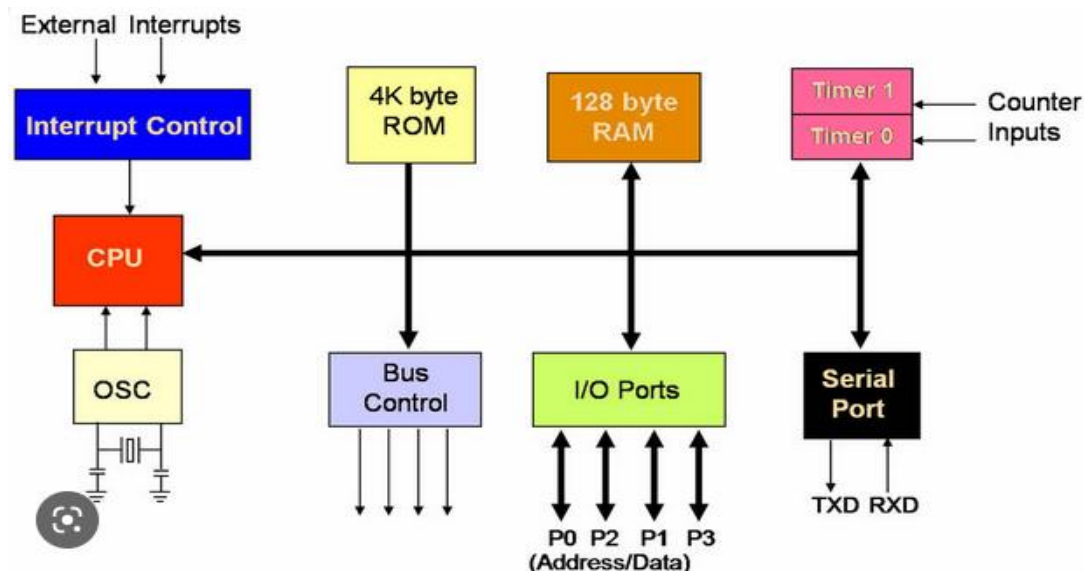 External Interrupts
Interrupt Control
4K byte
ROM
128 byte
RAM
Timer 1
Timer 0
Counter
Inputs
CPU
OSC
Bus
Control
I/O Ports
Serial
Port
TXD RXD
P0 P2 P1 P3
(Address/Data)